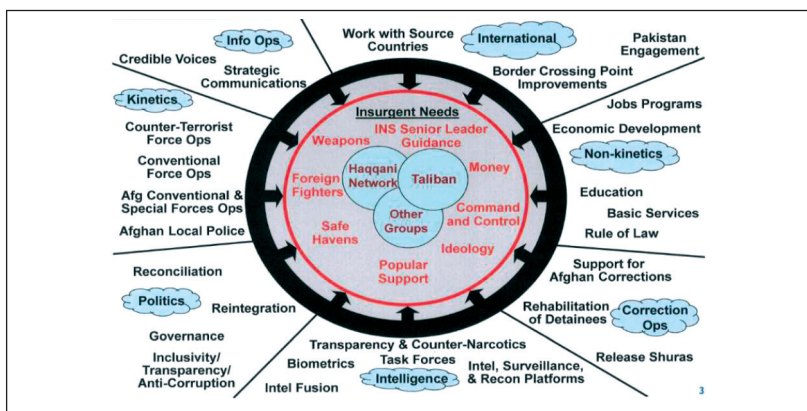 Info Ops
Credible Voices
Strategic
Communications
Work with Source
Countries
International
Pakistan
Engagement
Border Crossing Point
Improvements
Kinetics
Counter-Terrorist
Force Ops
Conventional
Force Ops
Afg Conventional &
Special Forces Ops
Afghan Local Police
Jobs Programs
Economic Development
Non-kinetics
Education
Basic Services
Rule of Law
Insurgent Needs
Weapons
INS Senior Leader
Guidance
Money
Foreign
Fighters
Haqqani
Network
Taliban
Other
Groups
Command
and Control
Safe
Havens
Ideology
Popular
Support
Reconciliation
Politics
Reintegration
Governance
Inclusivity/
Transparency/
Anti-Corruption
Transparency & Counter-Narcotics
Task Forces
Biometrics
Intel Fusion
Intelligence
Intel, Surveillance,
& Recon Platforms
Support for
Afghan Corrections
Rehabilitation
of Detainees
Correction
Ops
Release Shuras
3